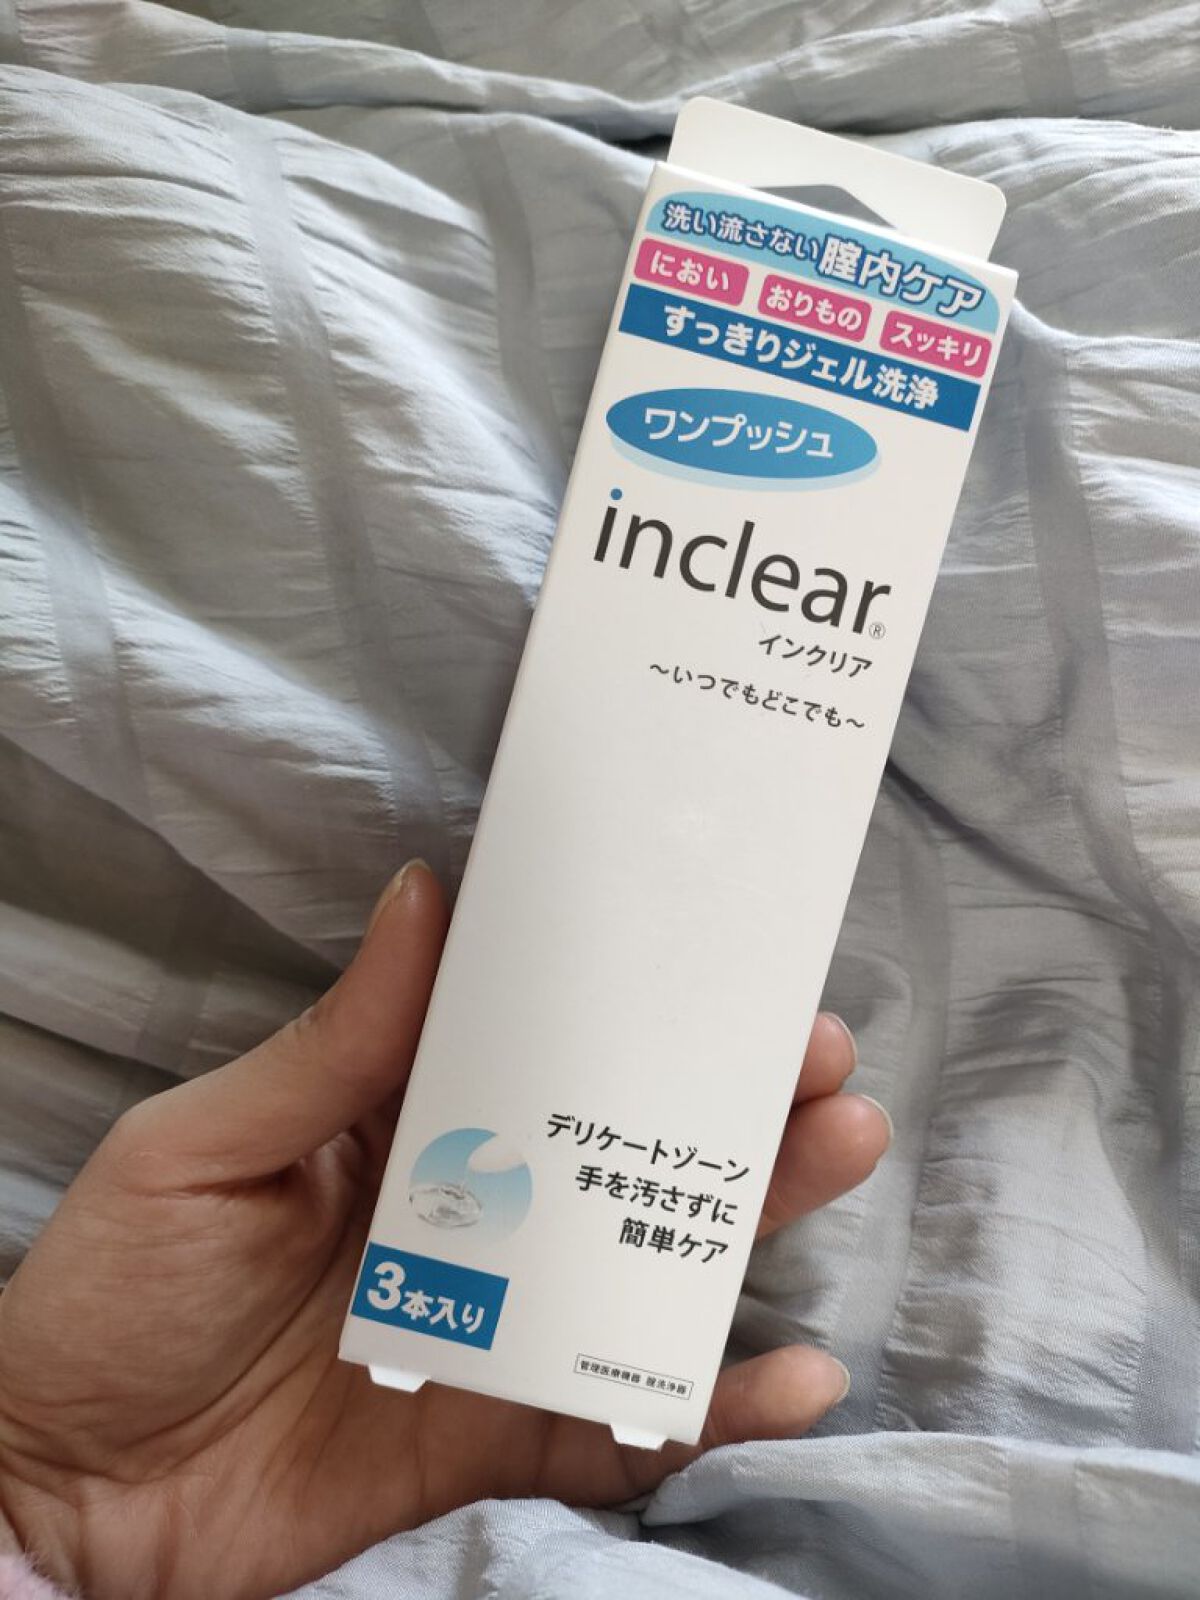 洗い流さない膣内ケア
におい おりもの スッキリ
すっきりジェル洗浄
ワンプッシュ
inclear®
インクリア
～いつでもどこでも～
デリケートゾーン
手を汚さずに
簡単ケア
3本入り
管理医療機器 膣洗浄器